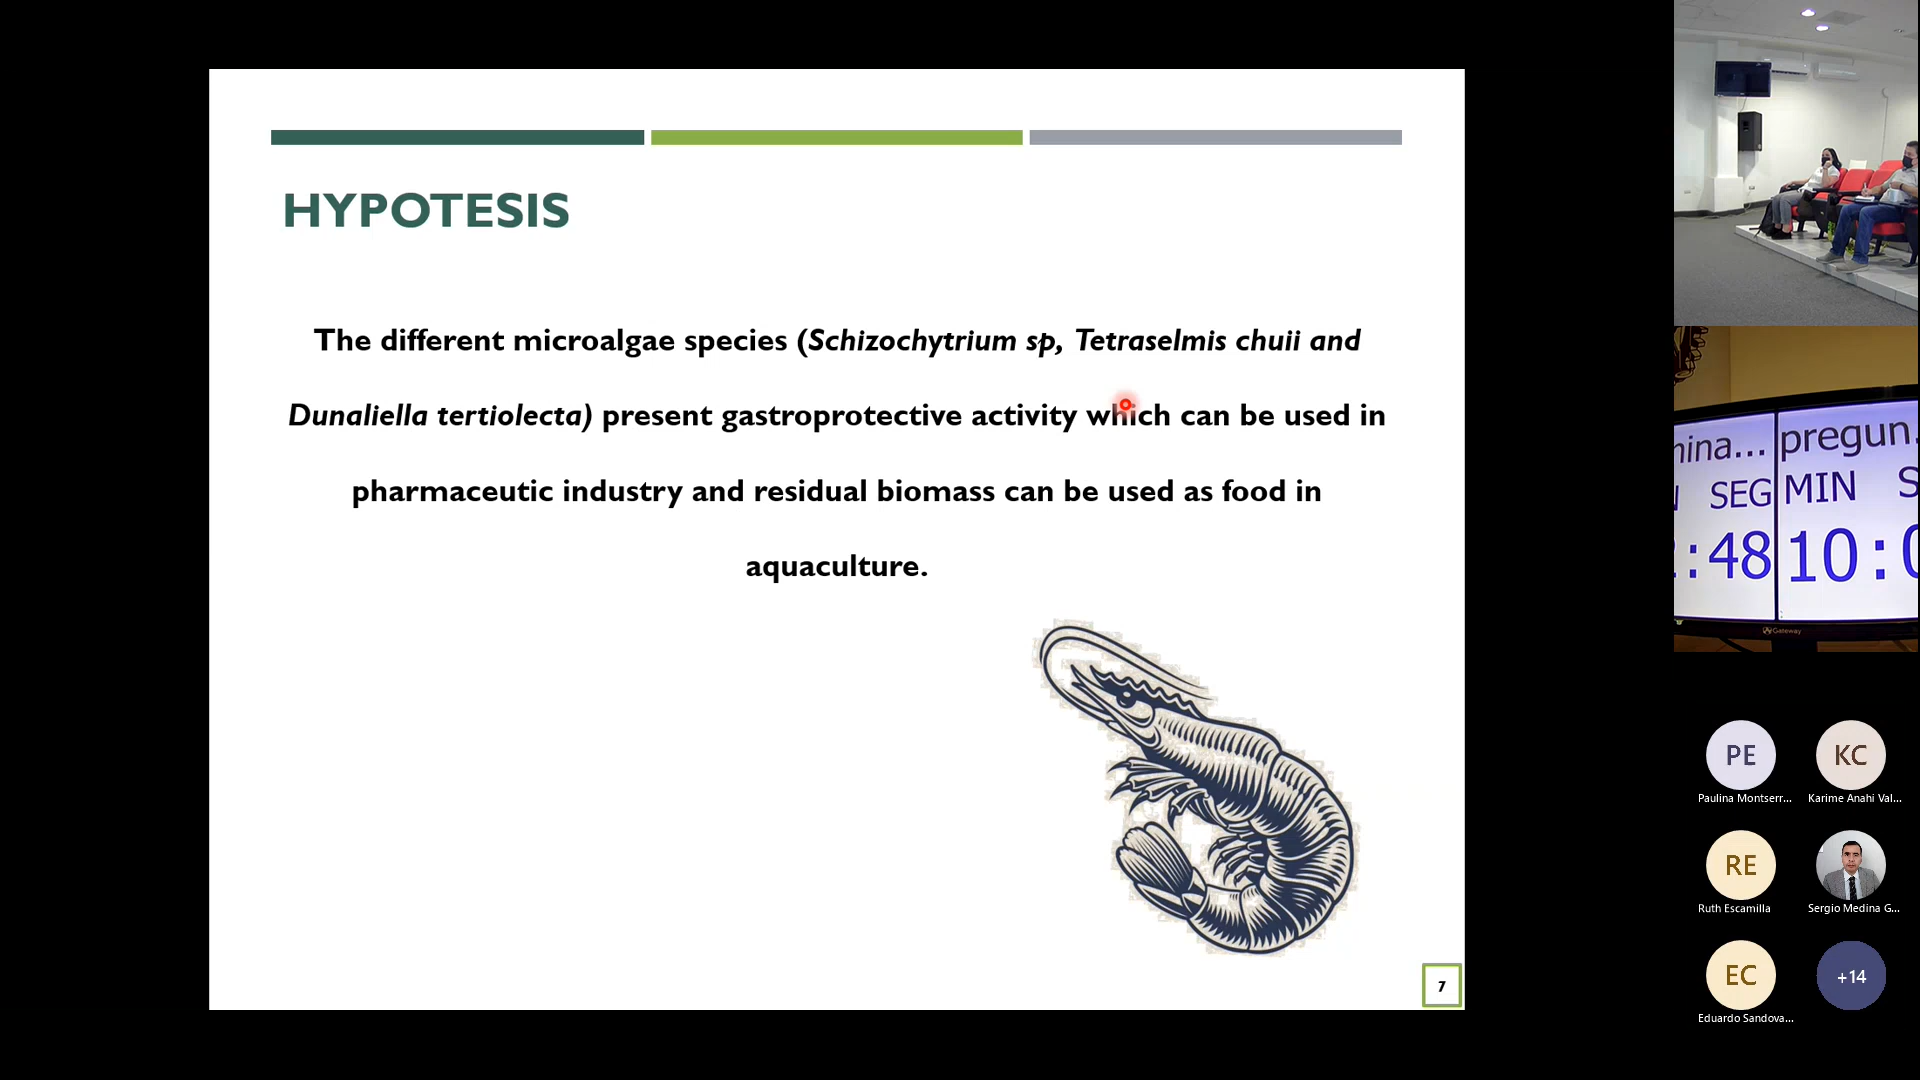 HYPOTESIS
The different microalgae species (Schizochytrium sp, Tetraselmis chuii and
Dunaliella tertiolecta) present gastroprotective activity which can be used in
pharmaceutic industry and residual biomass can be used as food in
aquaculture.
7
pregun.
SEG MIN
:48 10:0
Gateway
PE KC
Paulina Montserr... Karime Anahi Val...
RE
Ruth Escamilla Sergio Medina G...
EC +14
Eduardo Sandova...